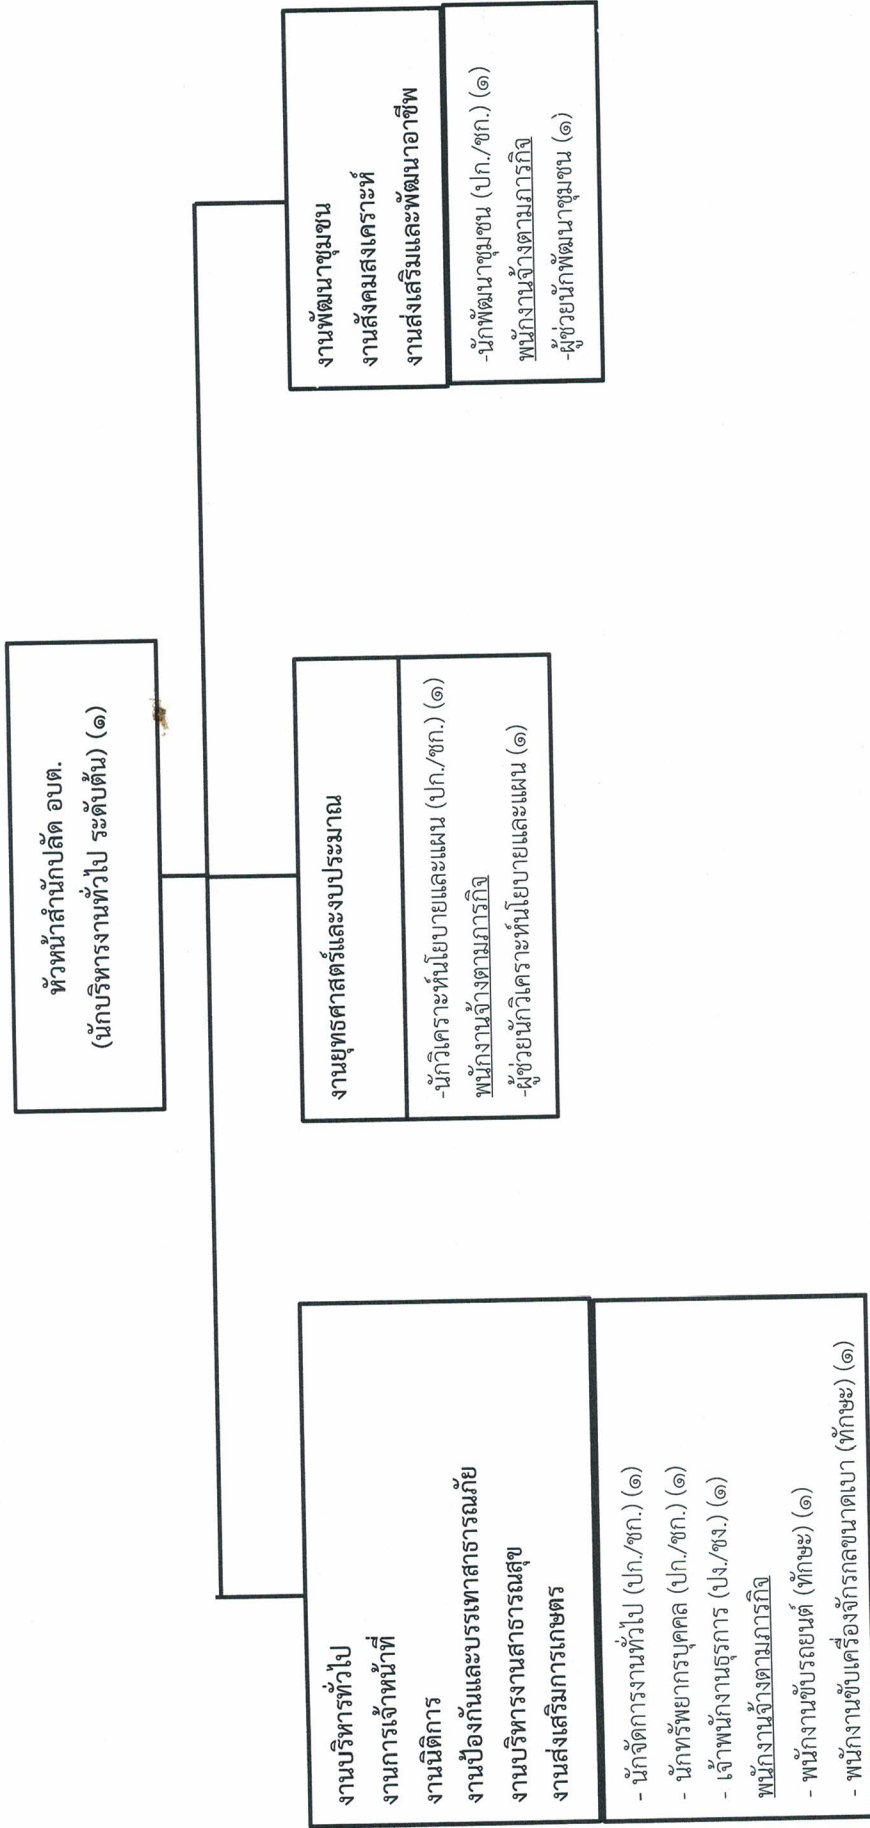 หัวหน้าสำนักปลัด อบต.
(นักบริหารงานทั่วไป ระดับต้น) (๑)
งานบริหารทั่วไป
งานการเจ้าหน้าที่
งานนิติการ
งานป้องกันและบรรเทาสาธารณภัย
งานบริหารงานสาธารณสุข
งานส่งเสริมการเกษตร
- นักจัดการงานทั่วไป (ปก./ชก.) (๑)
- นักทรัพยากรบุคคล (ปก./ชก.) (๑)
- เจ้าพนักงานธุรการ (ปง./ชง.) (๑)
พนักงานจ้างตามภารกิจ
- พนักงานขับรถยนต์ (ทักษะ) (๑)
- พนักงานขับเครื่องจักรกลขนาดเบา (ทักษะ) (๑)
งานยุทธศาสตร์และงบประมาณ
-นักวิเคราะห์นโยบายและแผน (ปก./ชก.) (๑)
พนักงานจ้างตามภารกิจ
-ผู้ช่วยนักวิเคราะห์นโยบายและแผน (๑)
งานพัฒนาชุมชน
งานสังคมสงเคราะห์
งานส่งเสริมและพัฒนาอาชีพ
-นักพัฒนาชุมชน (ปก./ชก.) (๑)
พนักงานจ้างตามภารกิจ
-ผู้ช่วยนักพัฒนาชุมชน (๑)